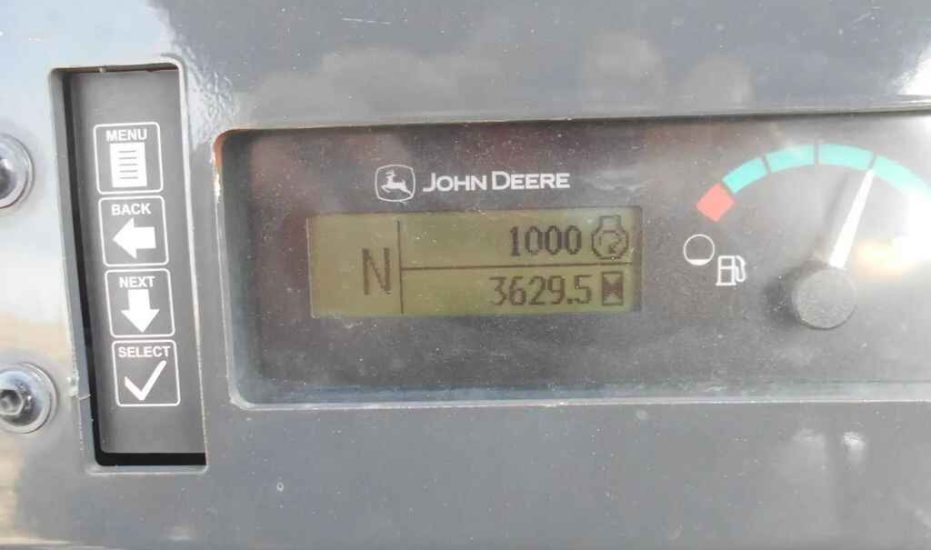 MENU
BACK
NEXT
SELECT
JOHN DEERE
N
1000
3629.5